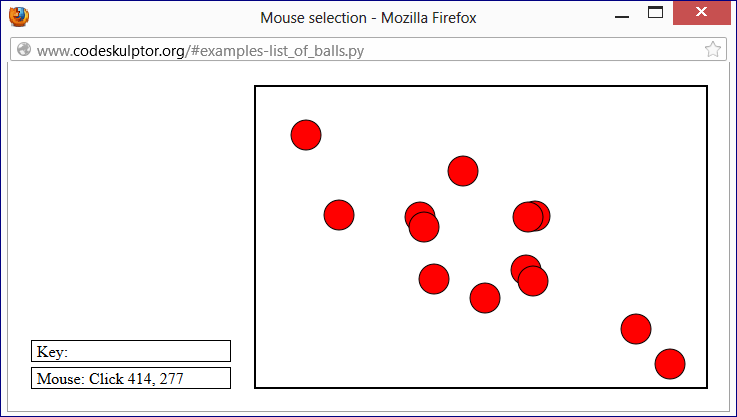 Mouse selection - Mozilla Firefox
www.codeskulptor.org/#examples-list_of_balls.py
Key:
Mouse: Click 414, 277